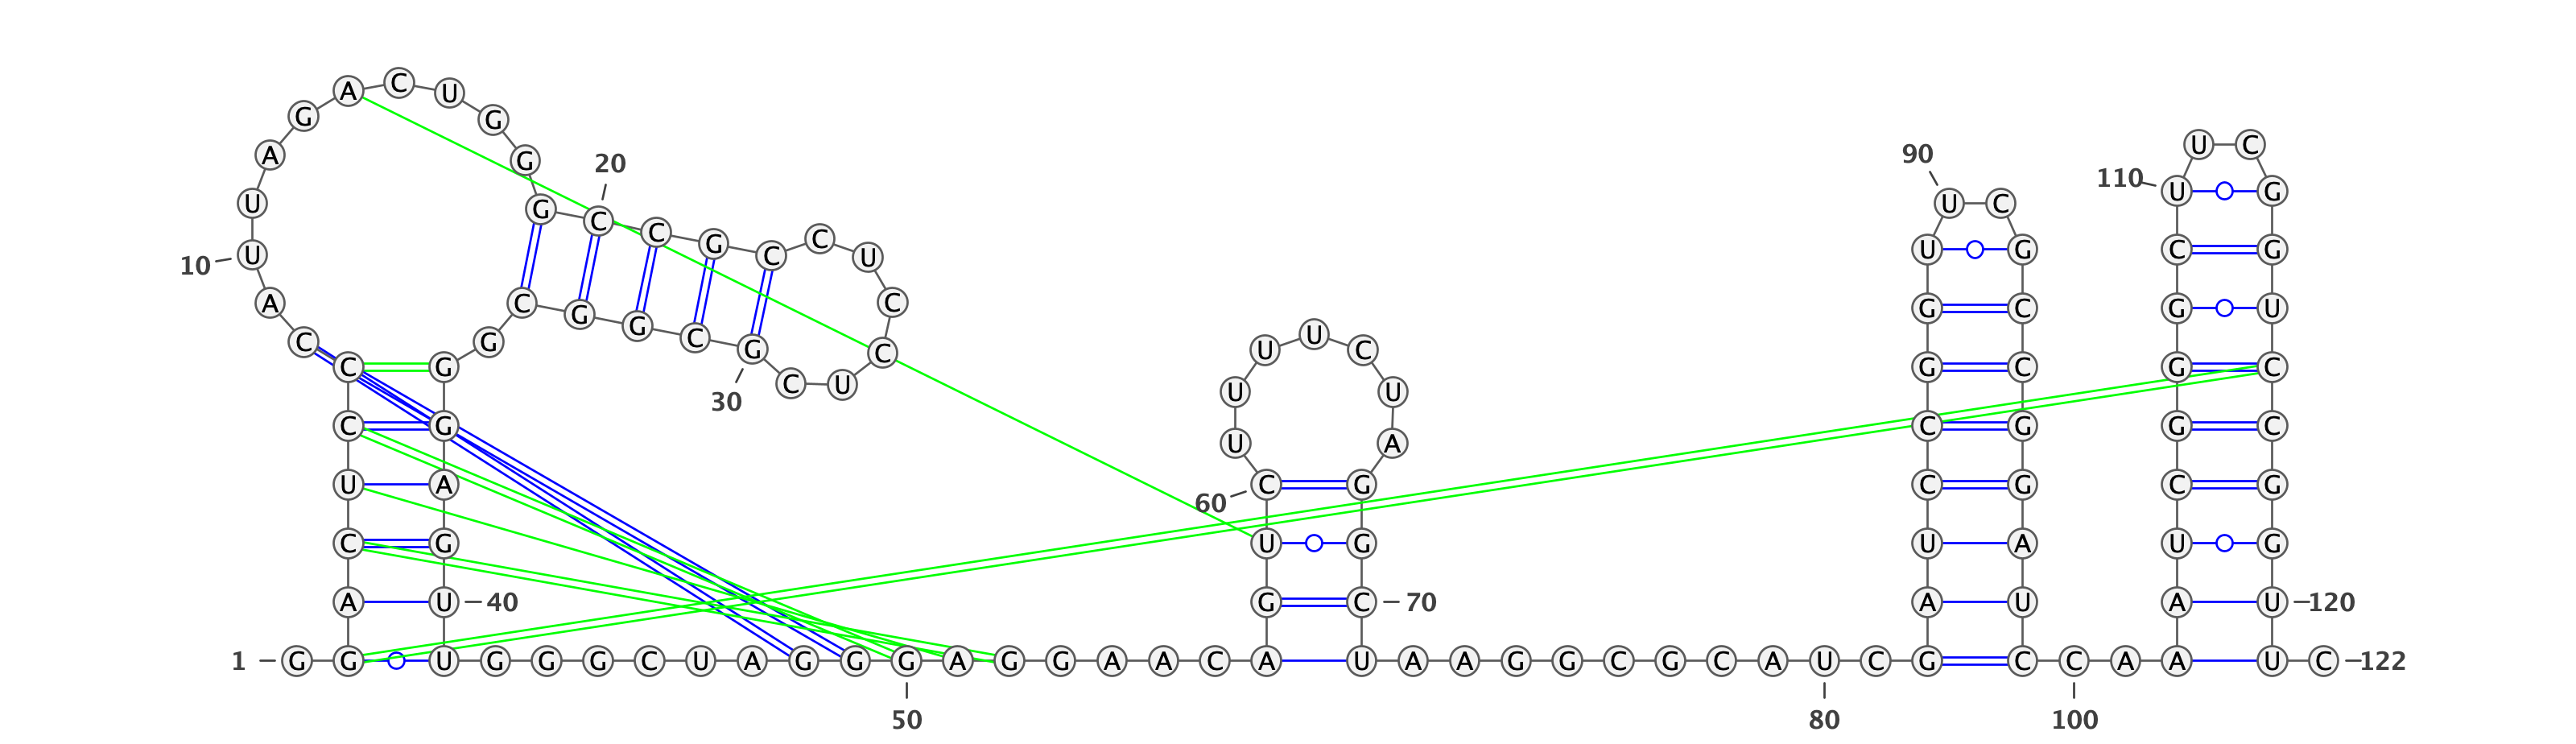 1
G G A C U C C C A U
10
U A G A C U G G G C
20
C G C C U C C U C G
30
C G G C G G G A G U
40
U G G G C U A G G G
50
A G G A A C A G U C
60
U U U U C U A G G C
70
U A A G G C G C A U
80
C G A U C C G G U U
90
C G C C G G A U C C
100
A A A U C G G G C U
110
U C G G U C C G G U
120
U C
122